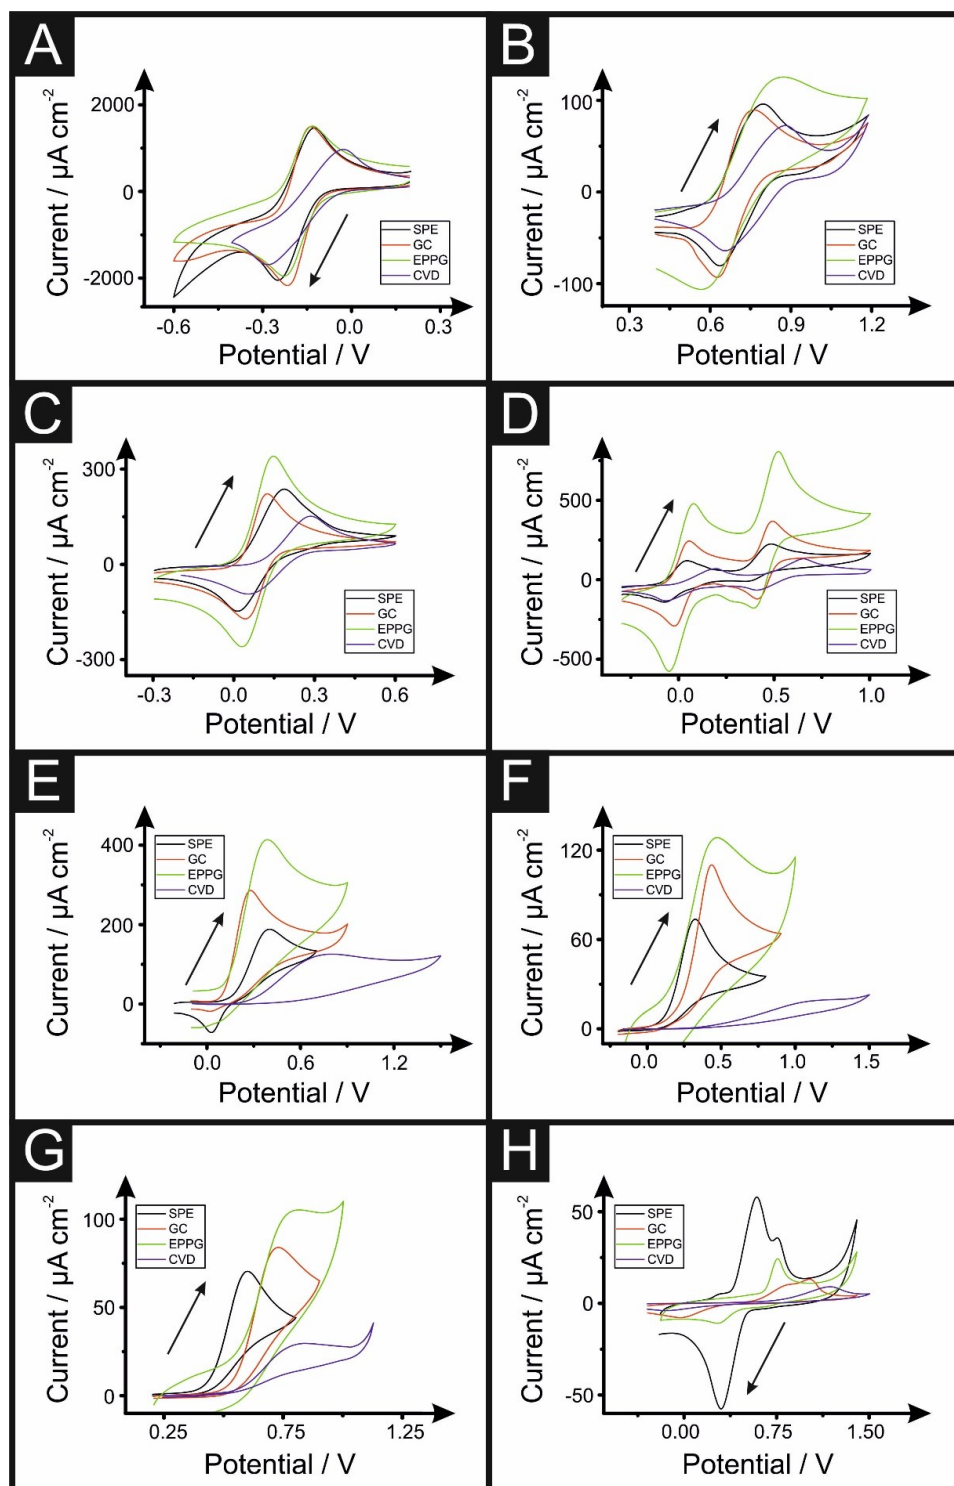 A
Current / µA cm⁻²
2000
0
-2000
-0.6
-0.3
0.0
0.3
Potential / V
SPE
GC
EPPG
CVD
B
Current / µA cm⁻²
100
0
-100
0.3
0.6
0.9
1.2
Potential / V
SPE
GC
EPPG
CVD
C
Current / µA cm⁻²
300
0
-300
-0.3
0.0
0.3
0.6
Potential / V
SPE
GC
EPPG
CVD
D
Current / µA cm⁻²
500
0
-500
0.0
0.5
1.0
Potential / V
SPE
GC
EPPG
CVD
E
Current / µA cm⁻²
400
200
0
0.0
0.6
1.2
Potential / V
SPE
GC
EPPG
CVD
F
Current / µA cm⁻²
120
60
0
0.0
0.5
1.0
1.5
Potential / V
SPE
GC
EPPG
CVD
G
Current / µA cm⁻²
100
50
0
0.25
0.75
1.25
Potential / V
SPE
GC
EPPG
CVD
H
Current / µA cm⁻²
50
0
-50
0.00
0.75
1.50
Potential / V
SPE
GC
EPPG
CVD